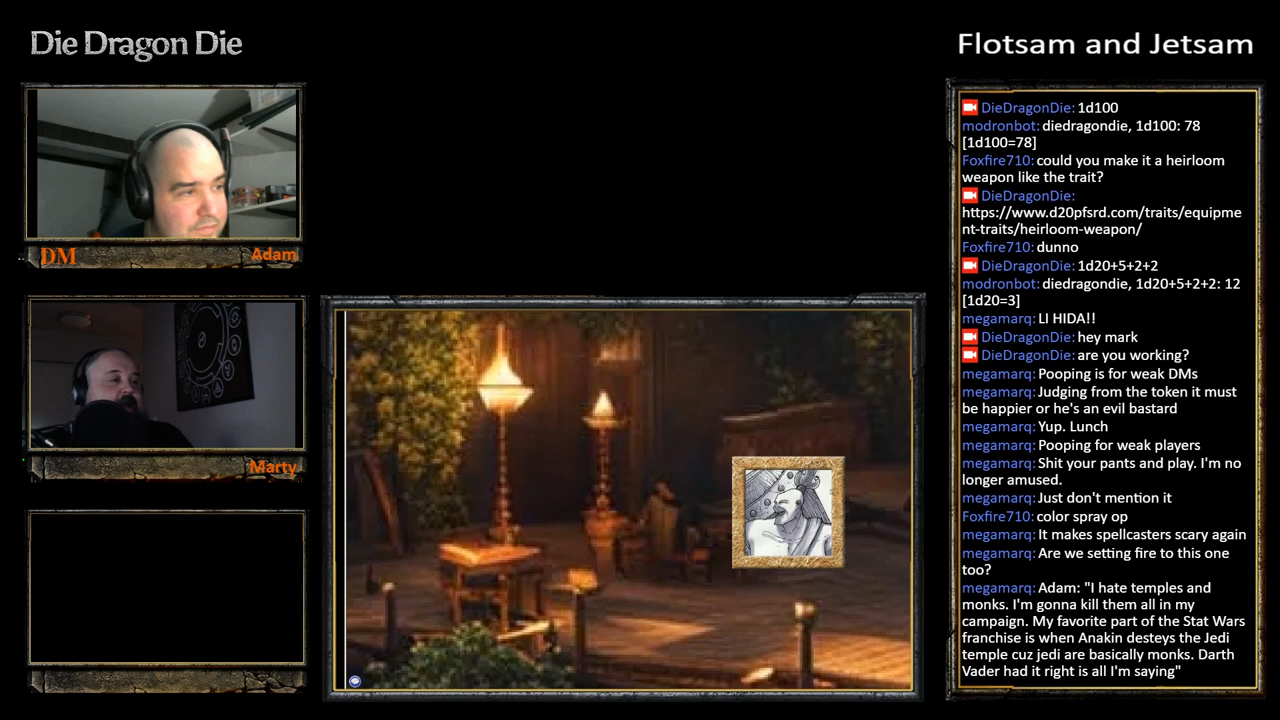 Die Dragon Die
Flotsam and Jetsam
DM
Adam
Marty
DieDragonDie: 1d100
modronbot: diedragondie, 1d100: 78
[1d100=78]
Foxfire710: could you make it a heirloom
weapon like the trait?
DieDragonDie:
https://www.d20pfsrd.com/traits/equipme
nt-traits/heirloom-weapon/
Foxfire710: dunno
DieDragonDie: 1d20+5+2+2
modronbot: diedragondie, 1d20+5+2+2: 12
[1d20=3]
megamarq: LI HIDA!!
DieDragonDie: hey mark
DieDragonDie: are you working?
megamarq: Pooping is for weak DMs
megamarq: Judging from the token it must
be happier or he's an evil bastard
megamarq: Yup. Lunch
megamarq: Pooping for weak players
megamarq: Shit your pants and play. I'm no
longer amused.
megamarq: Just don't mention it
Foxfire710: color spray op
megamarq: It makes spellcasters scary again
megamarq: Are we setting fire to this one
too?
megamarq: Adam: "I hate temples and
monks. I'm gonna kill them all in my
campaign. My favorite part of the Stat Wars
franchise is when Anakin desteys the Jedi
temple cuz jedi are basically monks. Darth
Vader had it right is all I'm saying"